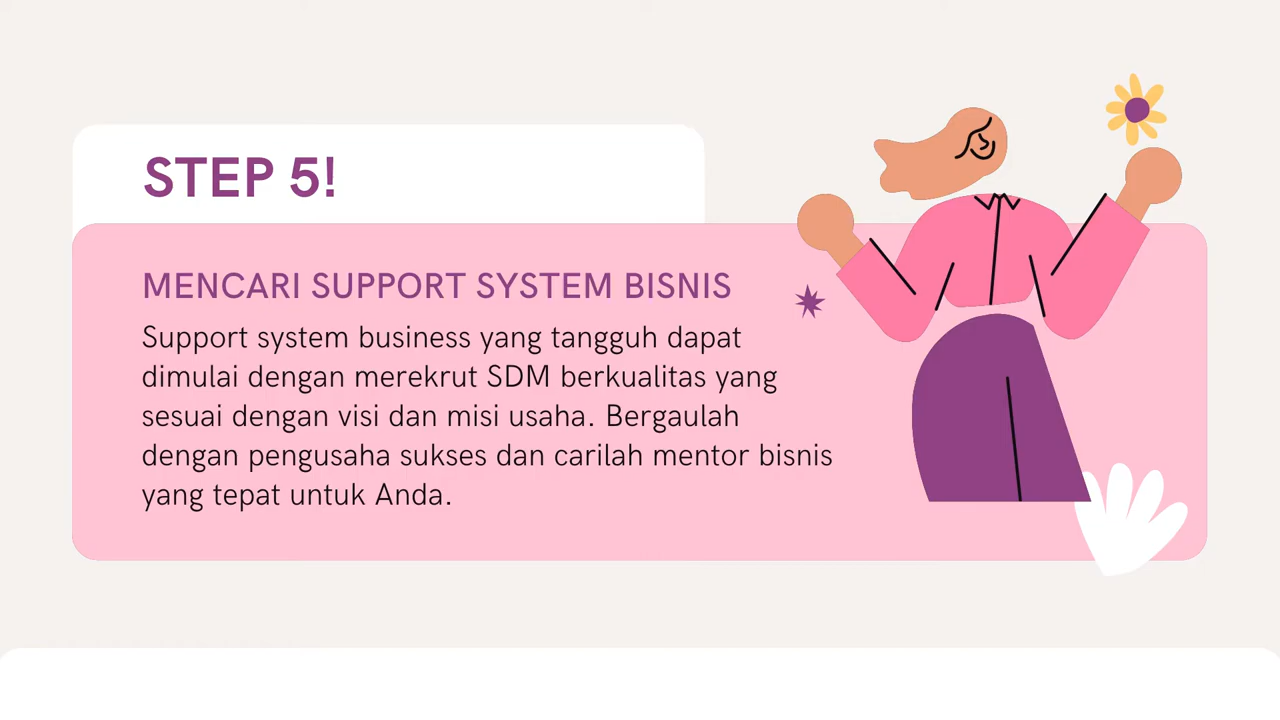 STEP 5!
MENCARI SUPPORT SYSTEM BISNIS
Support system business yang tangguh dapat
dimulai dengan merekrut SDM berkualitas yang
sesuai dengan visi dan misi usaha. Bergaulah
dengan pengusaha sukses dan carilah mentor bisnis
yang tepat untuk Anda.